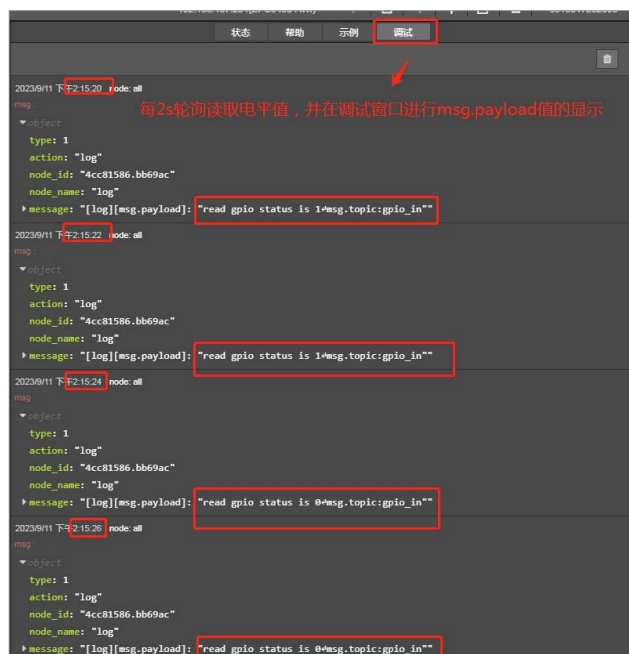 状态 帮助 示例 调试
2023/9/11 下午2:15:20 node: all
每2s轮询读取电平值，并在调试窗口进行msg.payload值的显示
msg :
▼object
type: 1
action: "log"
node_id: "4cc81586.bb69ac"
node_name: "log"
▶message: "[log][msg.payload]: "read gpio status is 1↵msg.topic:gpio_in""
2023/9/11 下午2:15:22 node: all
msg :
▼object
type: 1
action: "log"
node_id: "4cc81586.bb69ac"
node_name: "log"
▶message: "[log][msg.payload]: "read gpio status is 1↵msg.topic:gpio_in""
2023/9/11 下午2:15:24 node: all
msg :
▼object
type: 1
action: "log"
node_id: "4cc81586.bb69ac"
node_name: "log"
▶message: "[log][msg.payload]: "read gpio status is 0↵msg.topic:gpio_in""
2023/9/11 下午2:15:26 node: all
msg :
▼object
type: 1
action: "log"
node_id: "4cc81586.bb69ac"
node_name: "log"
▶message: "[log][msg.payload]: "read gpio status is 0↵msg.topic:gpio_in""